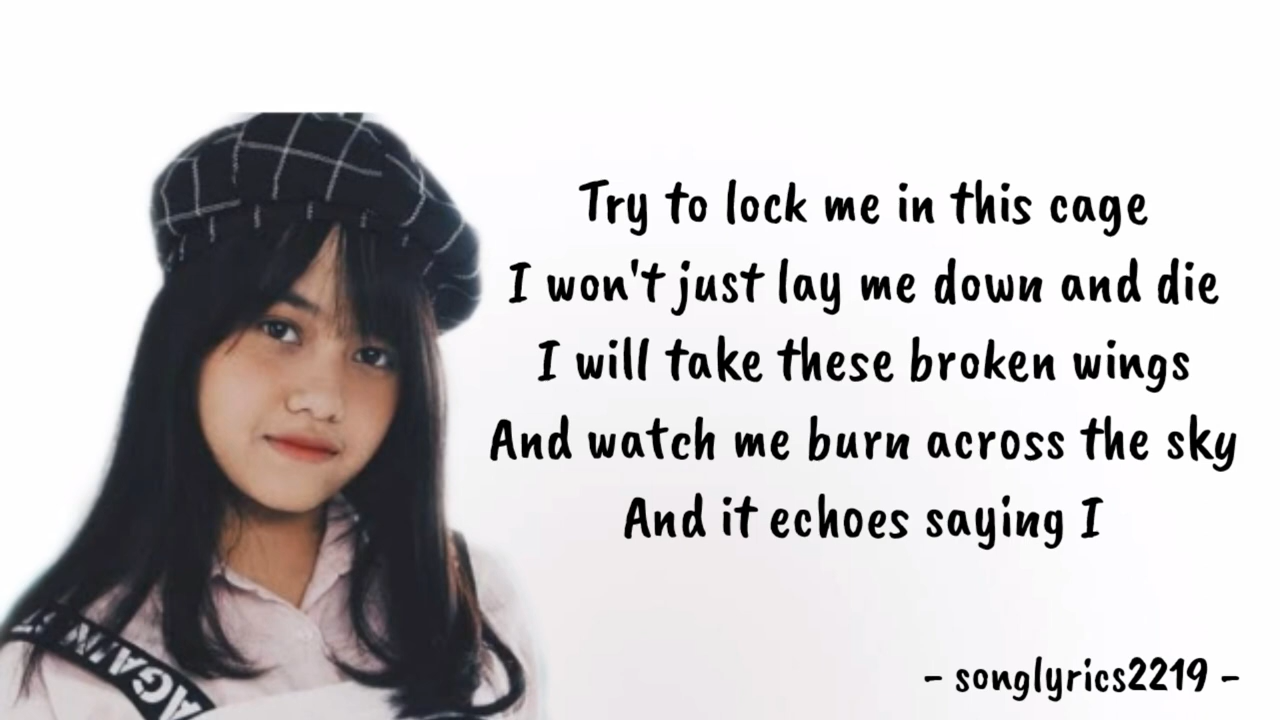 Try to lock me in this cage
I won't just lay me down and die
I will take these broken wings
And watch me burn across the sky
And it echoes saying I
- songlyrics2219 -
AGAIN